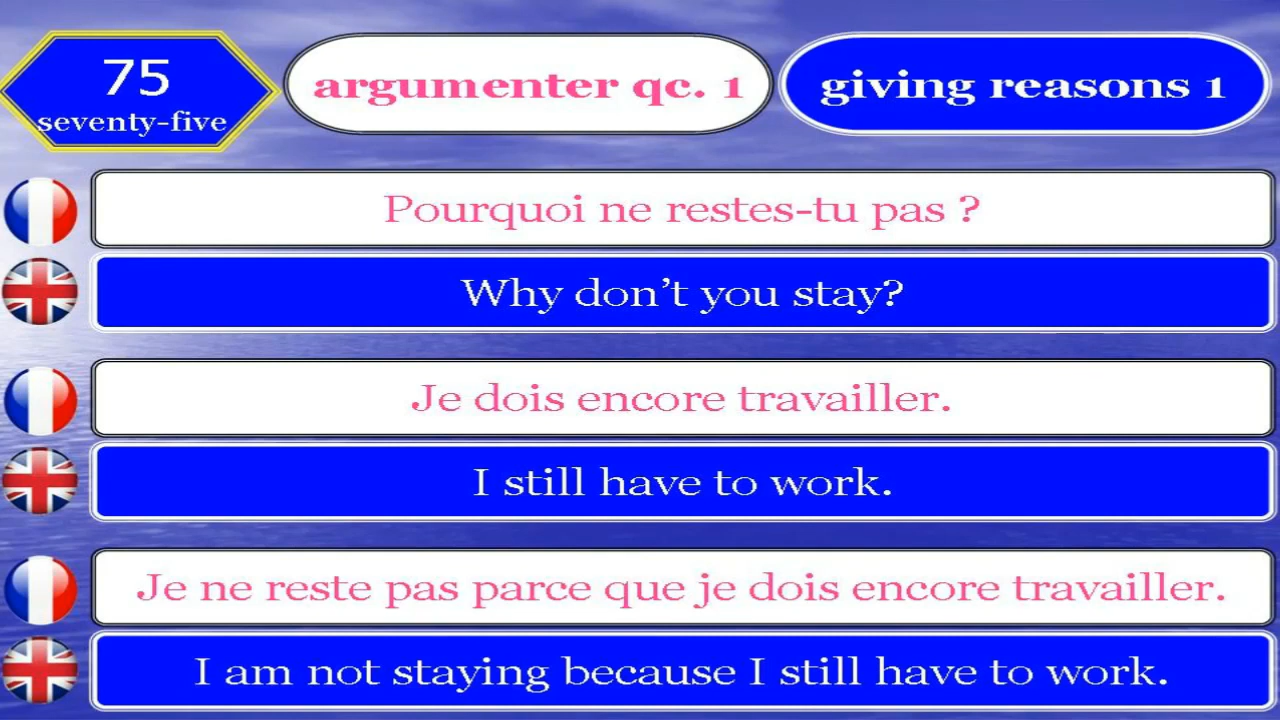 75
seventy-five
argumenter qc. 1
giving reasons 1
Pourquoi ne restes-tu pas ?
Why don’t you stay?
Je dois encore travailler.
I still have to work.
Je ne reste pas parce que je dois encore travailler.
I am not staying because I still have to work.